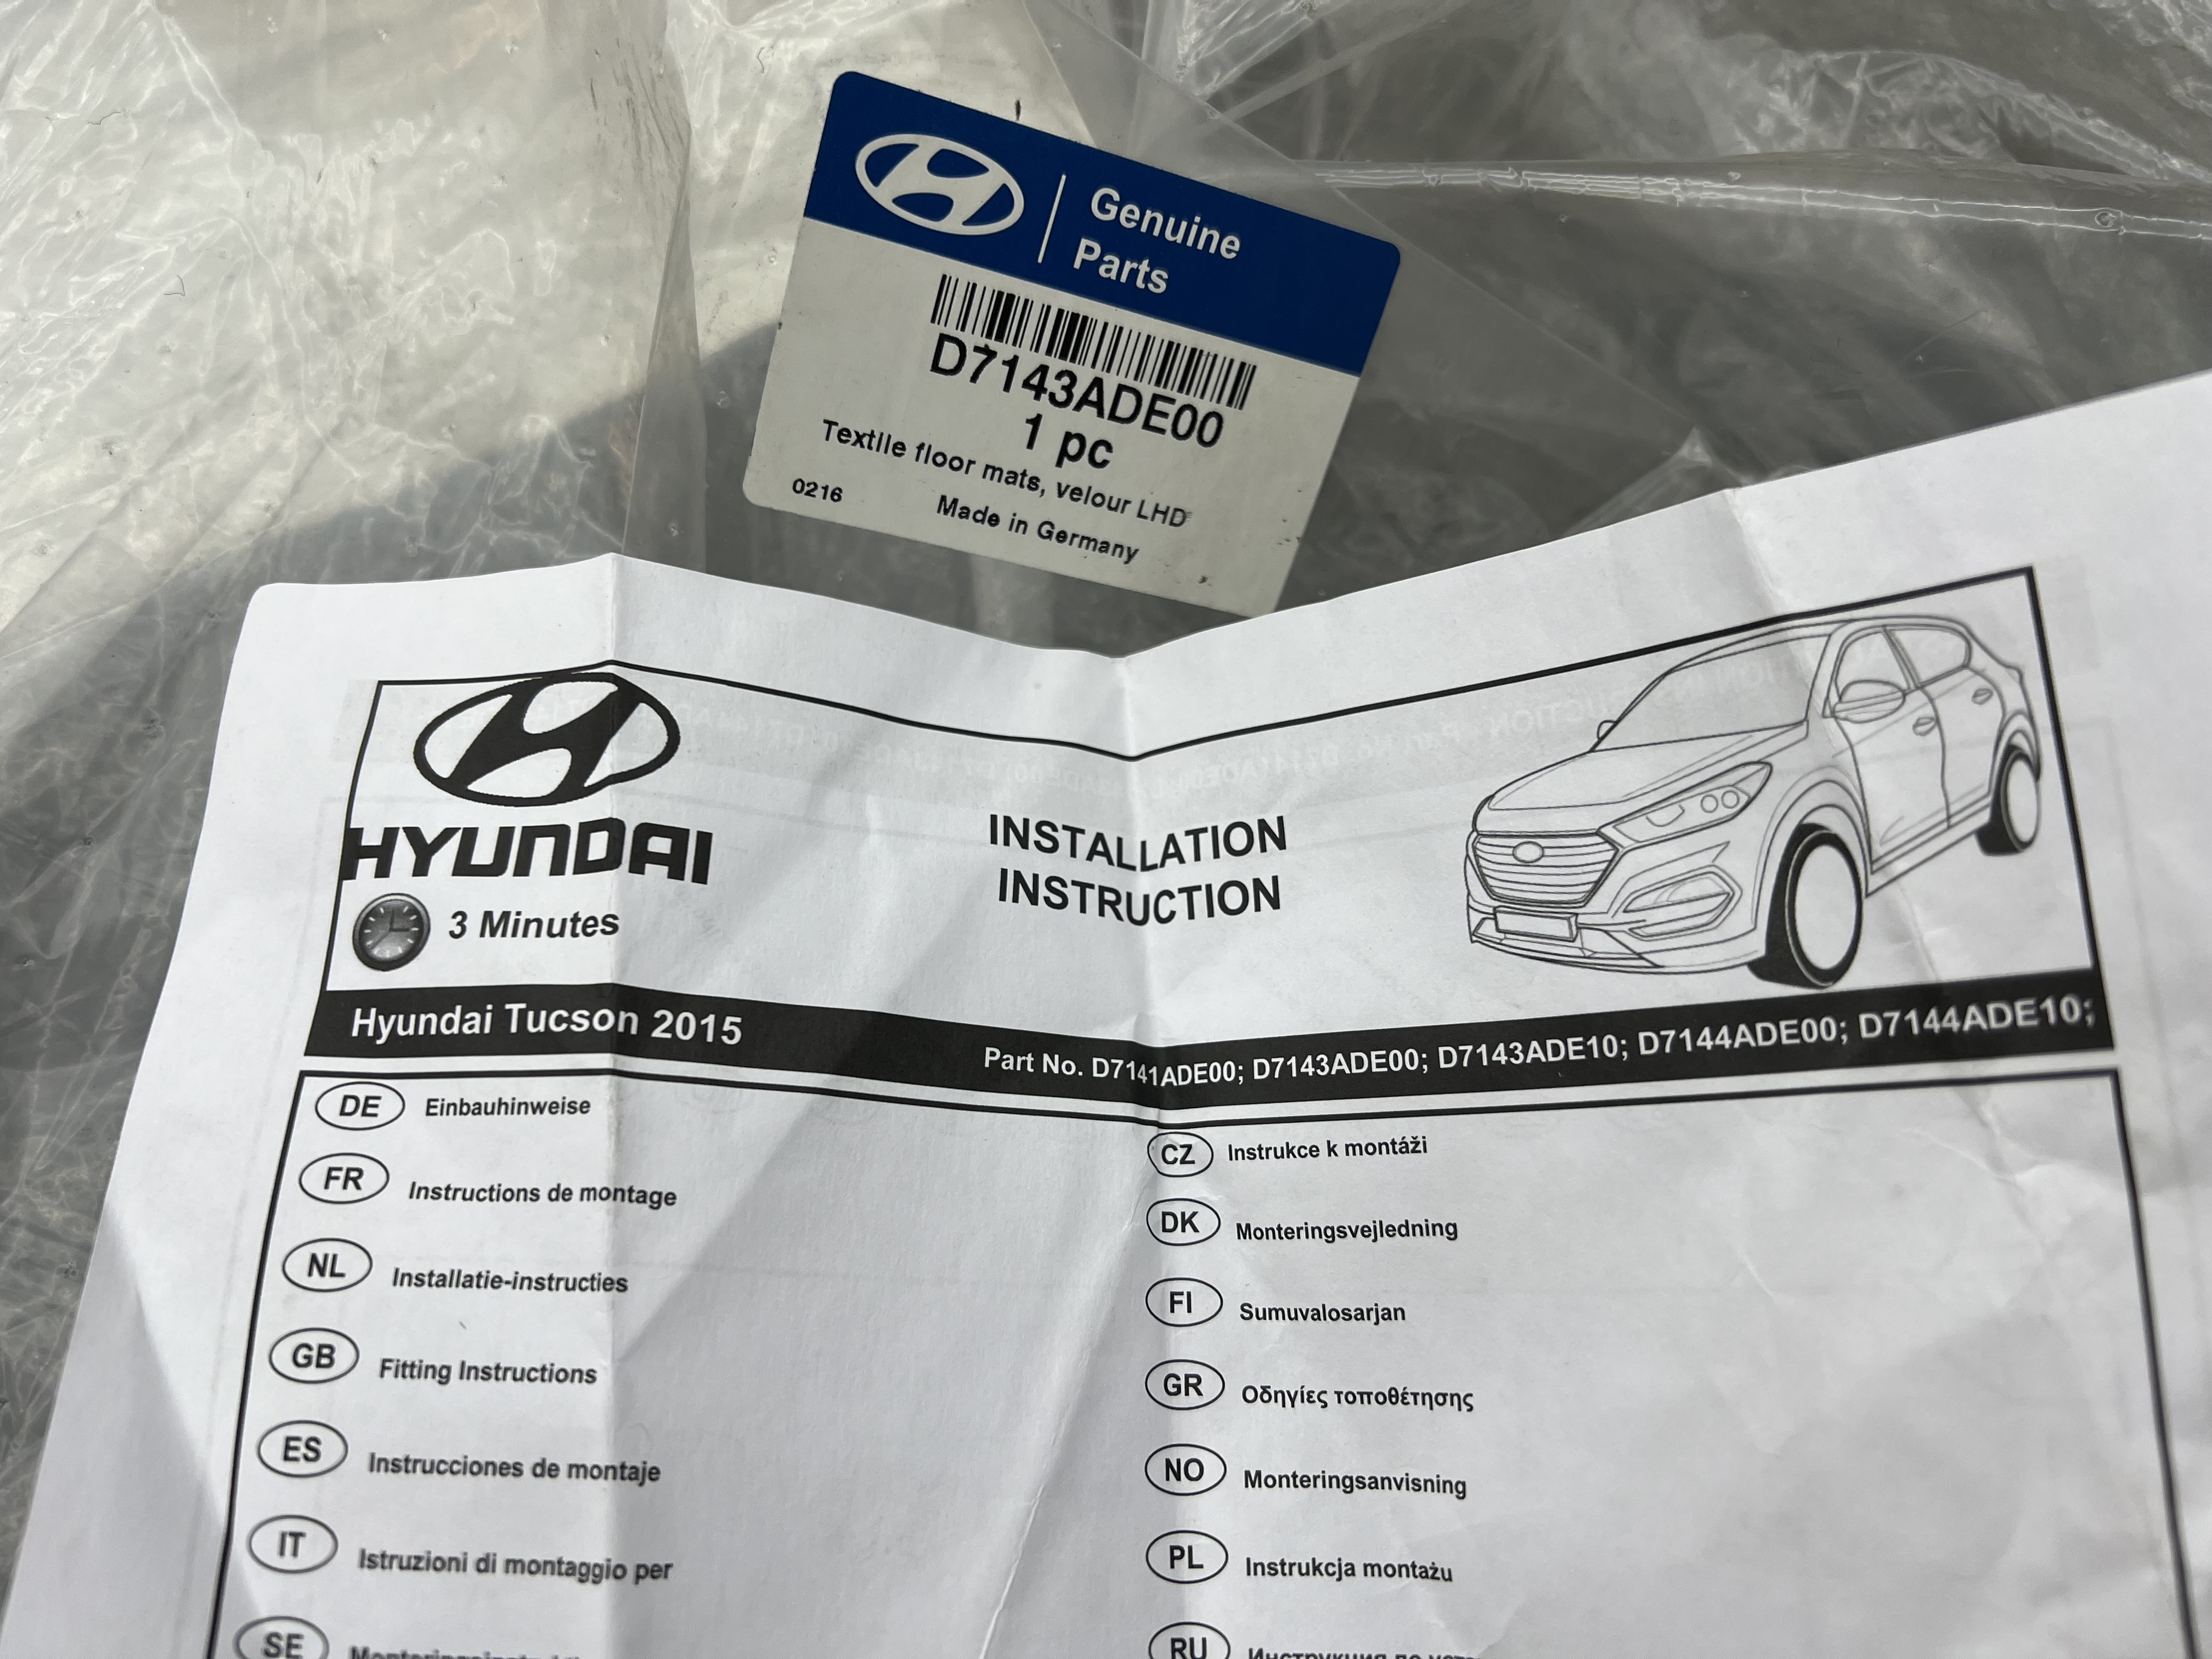 Genuine
Parts
D7143ADE00
1 pc
Textile floor mats, velour LHD
0216
Made in Germany
HYUNDAI
3 Minutes
INSTALLATION
INSTRUCTION
Hyundai Tucson 2015
Part No. D7141ADE00; D7143ADE00; D7143ADE10; D7144ADE00; D7144ADE10;
DE Einbauhinweise
FR Instructions de montage
NL Installatie-instructies
GB Fitting Instructions
ES Instrucciones de montaje
IT Istruzioni di montaggio per
SE
CZ Instrukce k montáži
DK Monteringsvejledning
FI Sumuvalosarjan
GR Οδηγίες τοποθέτησης
NO Monteringsanvisning
PL Instrukcja montażu
RU Инструкция по